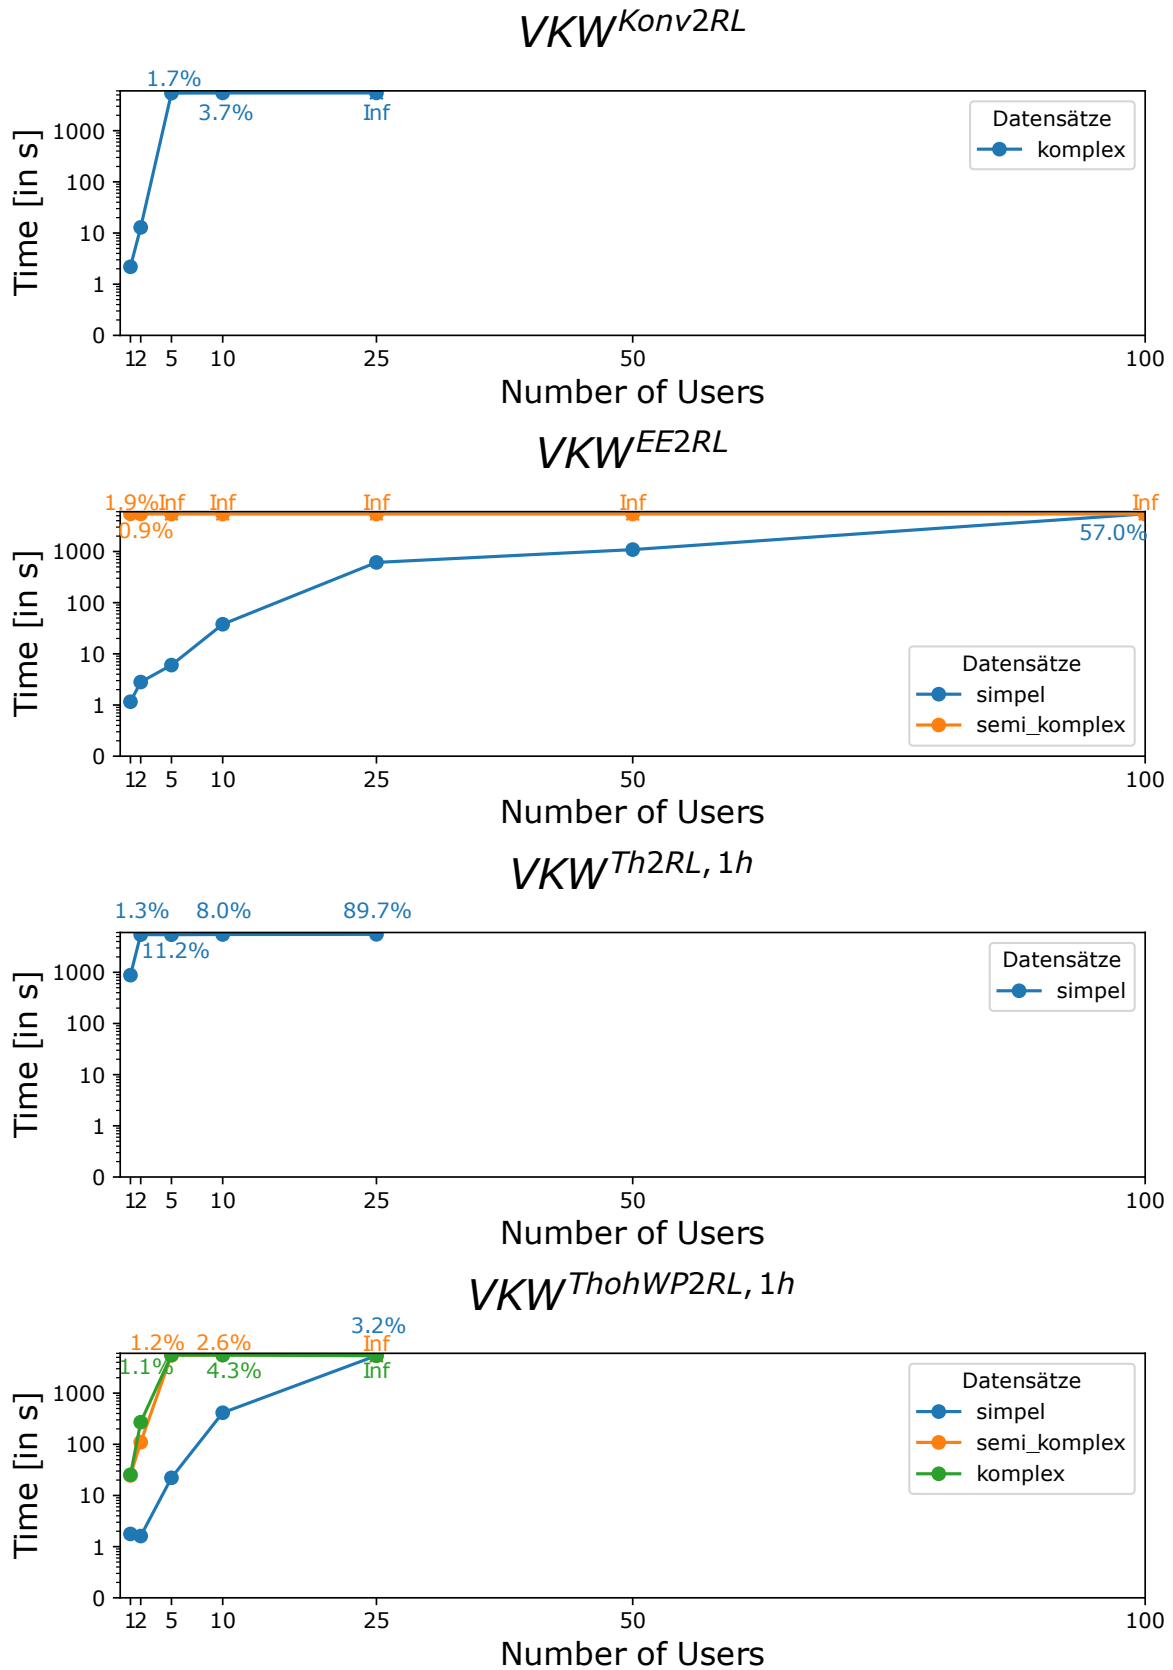 VKW^Konv2RL
1.7%
3.7% Inf
Datensätze
komplex
1000
100
10
1
0
Time [in s]
12 5 10 25 50 100
Number of Users
VKW^EE2RL
1.9% Inf Inf Inf Inf Inf
0.9% 57.0%
1000
100
10
1
0
Time [in s]
Datensätze
simpel
semi_komplex
12 5 10 25 50 100
Number of Users
VKW^Th2RL, 1h
1.3% 8.0% 89.7%
11.2%
Datensätze
simpel
1000
100
10
1
0
Time [in s]
12 5 10 25 50 100
Number of Users
VKW^ThohWP2RL, 1h
3.2%
1.2% 2.6% Inf
1.1% 4.3% Inf
Datensätze
simpel
semi_komplex
komplex
1000
100
10
1
0
Time [in s]
12 5 10 25 50 100
Number of Users